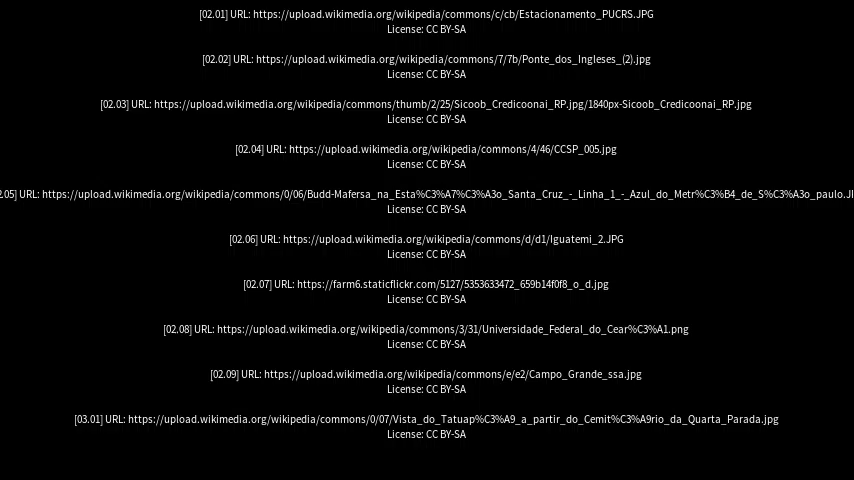 [02.01] URL: https://upload.wikimedia.org/wikipedia/commons/c/cb/Estacionamento_PUCRS.JPG
License: CC BY-SA
[02.02] URL: https://upload.wikimedia.org/wikipedia/commons/7/7b/Ponte_dos_Ingleses_(2).jpg
License: CC BY-SA
[02.03] URL: https://upload.wikimedia.org/wikipedia/commons/thumb/2/25/Sicoob_Credicoonai_RP.jpg/1840px-Sicoob_Credicoonai_RP.jpg
License: CC BY-SA
[02.04] URL: https://upload.wikimedia.org/wikipedia/commons/4/46/CCSP_005.jpg
License: CC BY-SA
2.05] URL: https://upload.wikimedia.org/wikipedia/commons/0/06/Budd-Mafersa_na_Esta%C3%A7%C3%A3o_Santa_Cruz_-_Linha_1_-_Azul_do_Metr%C3%B4_de_S%C3%A3o_paulo.J
License: CC BY-SA
[02.06] URL: https://upload.wikimedia.org/wikipedia/commons/d/d1/Iguatemi_2.JPG
License: CC BY-SA
[02.07] URL: https://farm6.staticflickr.com/5127/5353633472_659b14f0f8_o_d.jpg
License: CC BY-SA
[02.08] URL: https://upload.wikimedia.org/wikipedia/commons/3/31/Universidade_Federal_do_Cear%C3%A1.png
License: CC BY-SA
[02.09] URL: https://upload.wikimedia.org/wikipedia/commons/e/e2/Campo_Grande_ssa.jpg
License: CC BY-SA
[03.01] URL: https://upload.wikimedia.org/wikipedia/commons/0/07/Vista_do_Tatuap%C3%A9_a_partir_do_Cemit%C3%A9rio_da_Quarta_Parada.jpg
License: CC BY-SA